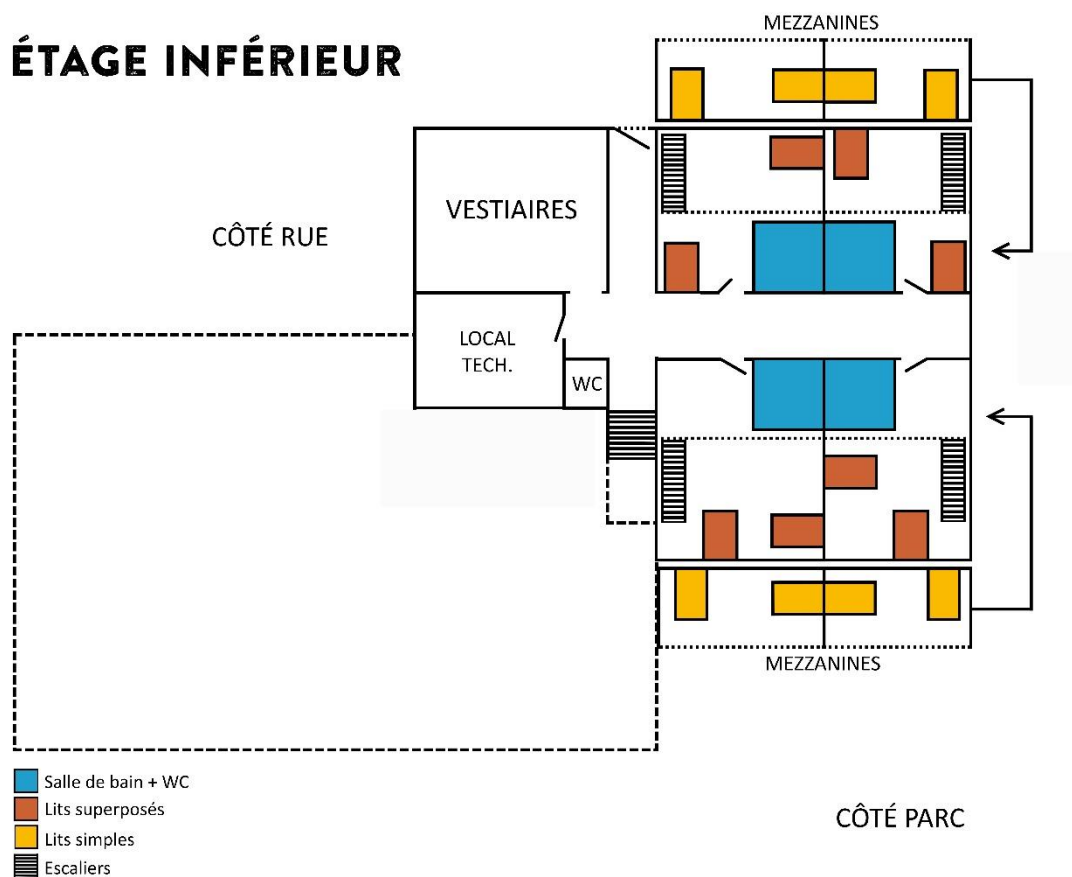 ÉTAGE INFÉRIEUR
MEZZANINES
VESTIAIRES
CÔTÉ RUE
LOCAL
TECH.
WC
MEZZANINES
Salle de bain + WC
Lits superposés
Lits simples
Escaliers
CÔTÉ PARC